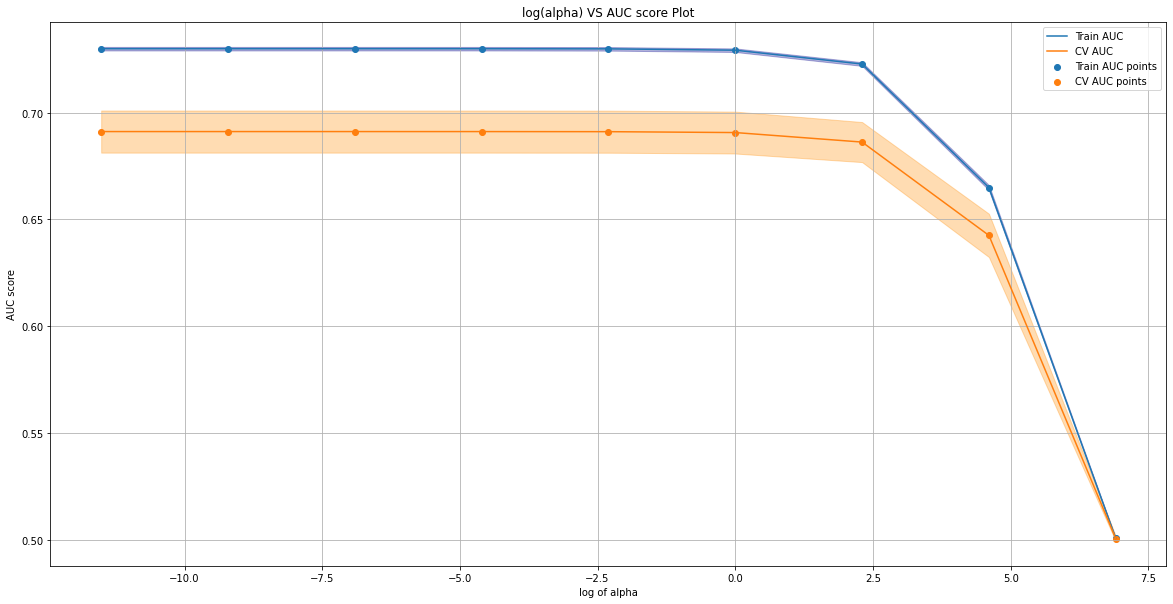 log(alpha) VS AUC score Plot
Train AUC
CV AUC
Train AUC points
CV AUC points
AUC score
0.70
0.65
0.60
0.55
0.50
−10.0 −7.5 −5.0 −2.5 0.0 2.5 5.0 7.5
log of alpha